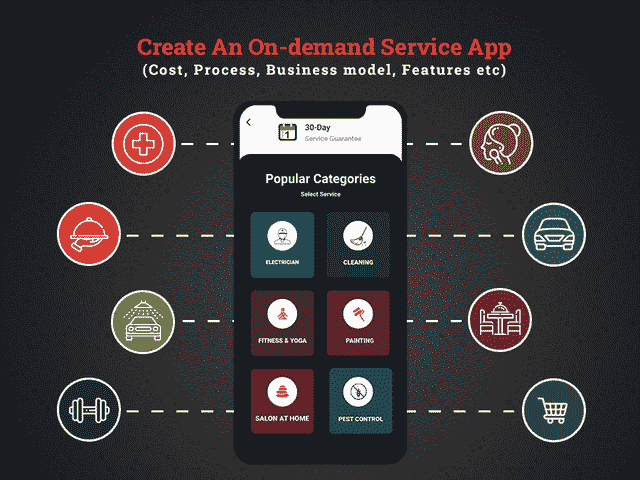 Create An On-demand Service App
(Cost, Process, Business model, Features etc)
30-Day
Service Guarantee
1
Popular Categories
Select Service
ELECTRICIAN
CLEANING
FITNESS & YOGA
PAINTING
SALON AT HOME
PEST CONTROL